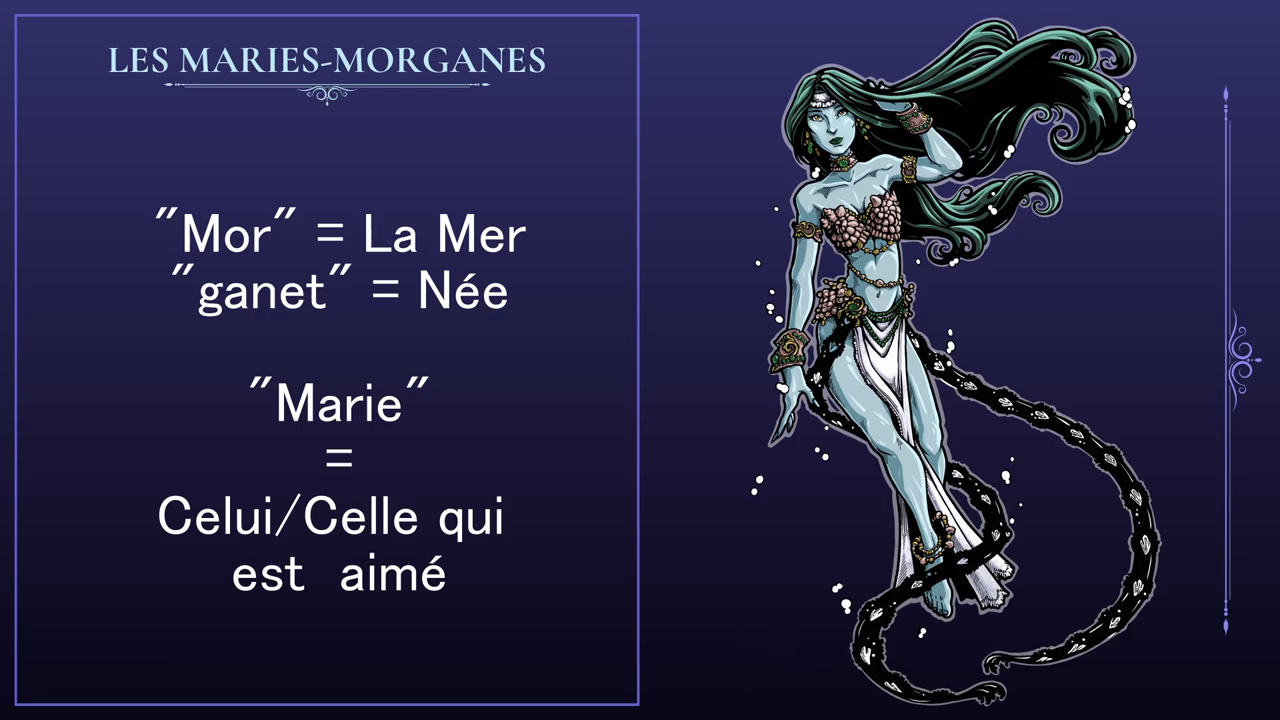 LES MARIES-MORGANES
"Mor" = La Mer
"ganet" = Née
"Marie"
=
Celui/Celle qui
est aimé